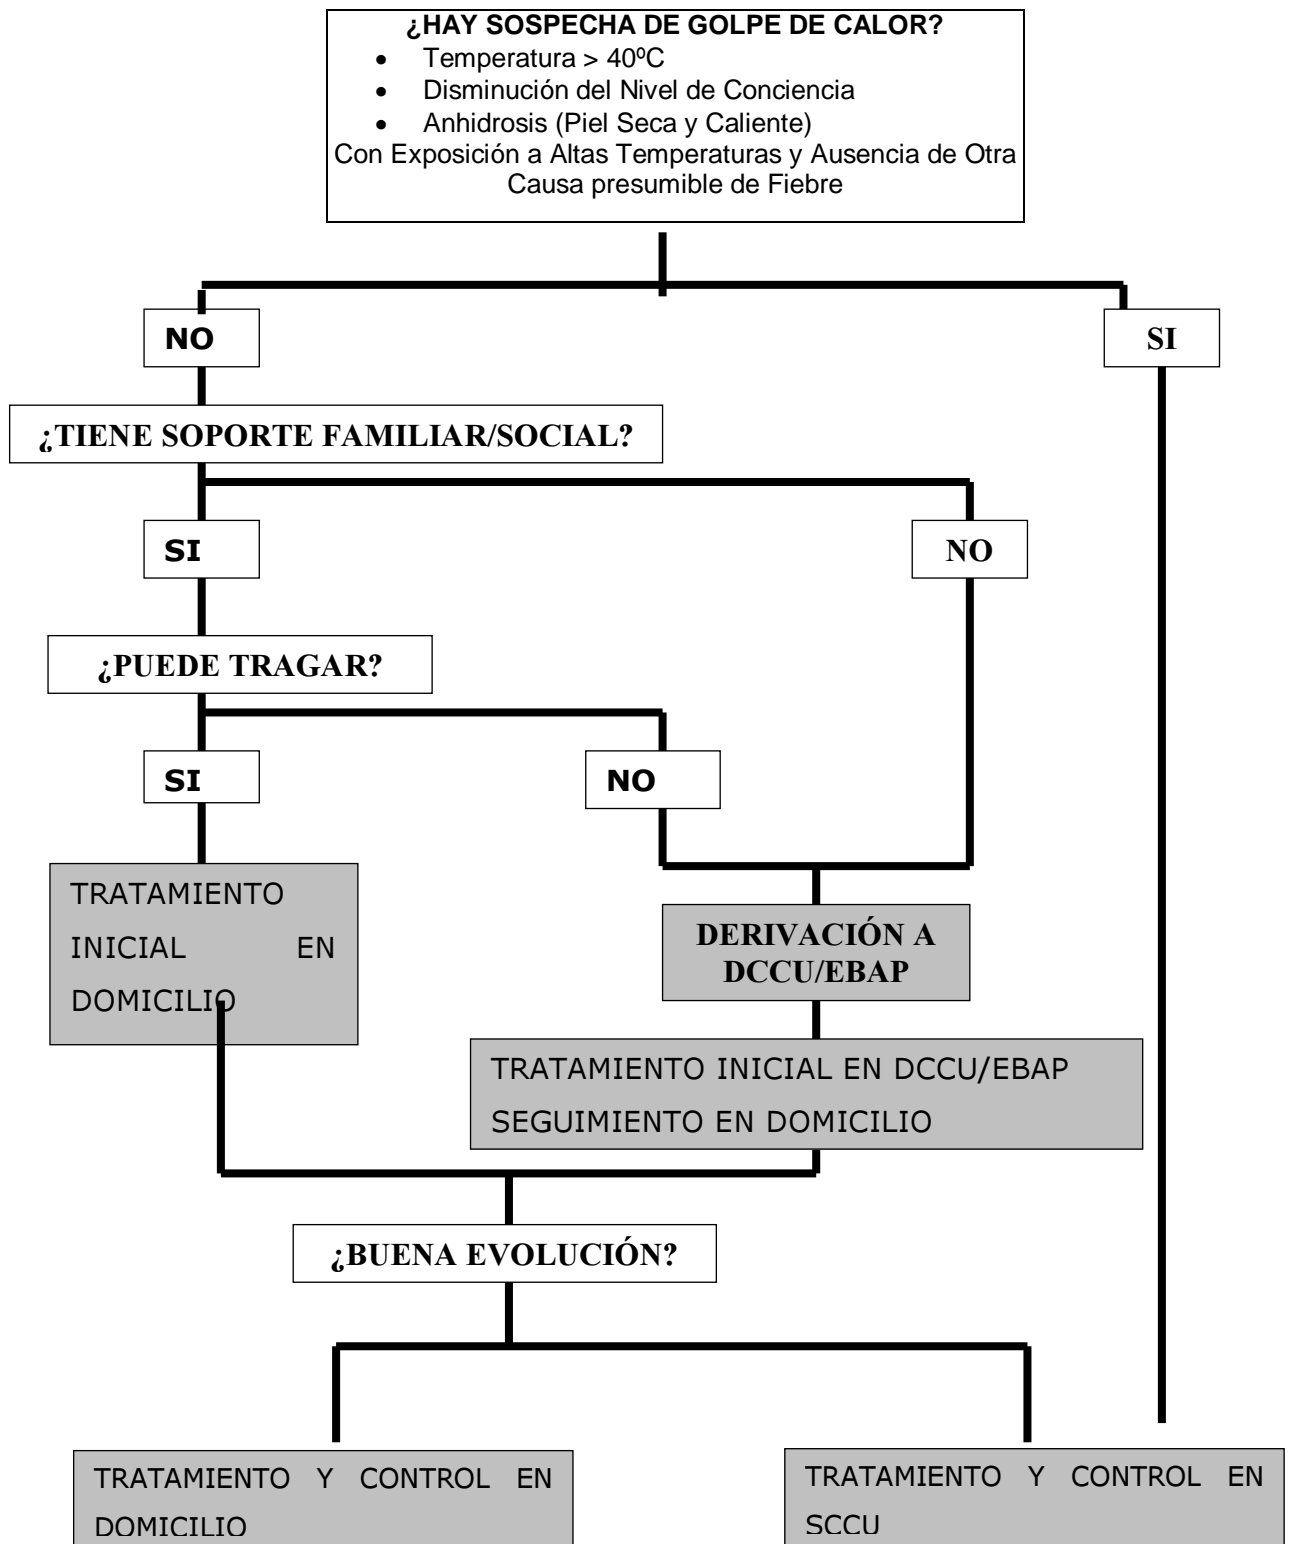 ¿HAY SOSPECHA DE GOLPE DE CALOR?
• Temperatura > 40ºC
• Disminución del Nivel de Conciencia
• Anhidrosis (Piel Seca y Caliente)
Con Exposición a Altas Temperaturas y Ausencia de Otra
Causa presumible de Fiebre
NO
SI
¿TIENE SOPORTE FAMILIAR/SOCIAL?
SI
NO
¿PUEDE TRAGAR?
SI
NO
TRATAMIENTO
INICIAL EN
DOMICILIO
DERIVACIÓN A
DCCU/EBAP
TRATAMIENTO INICIAL EN DCCU/EBAP
SEGUIMIENTO EN DOMICILIO
¿BUENA EVOLUCIÓN?
TRATAMIENTO Y CONTROL EN
DOMICILIO
TRATAMIENTO Y CONTROL EN
SCCU